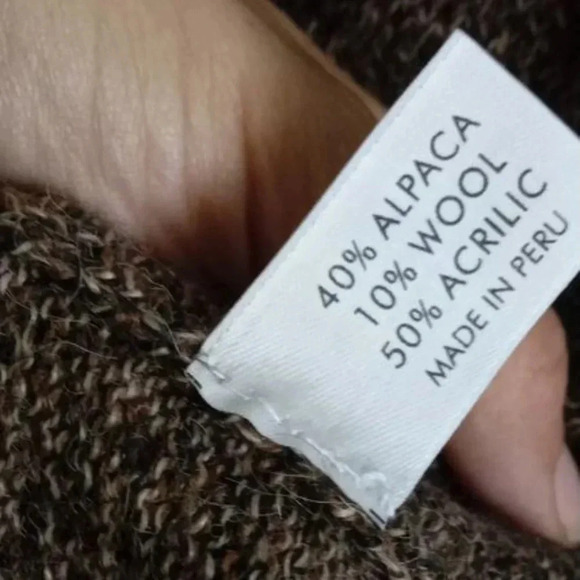 40% ALPACA
10% WOOL
50% ACRILIC
MADE IN PERU